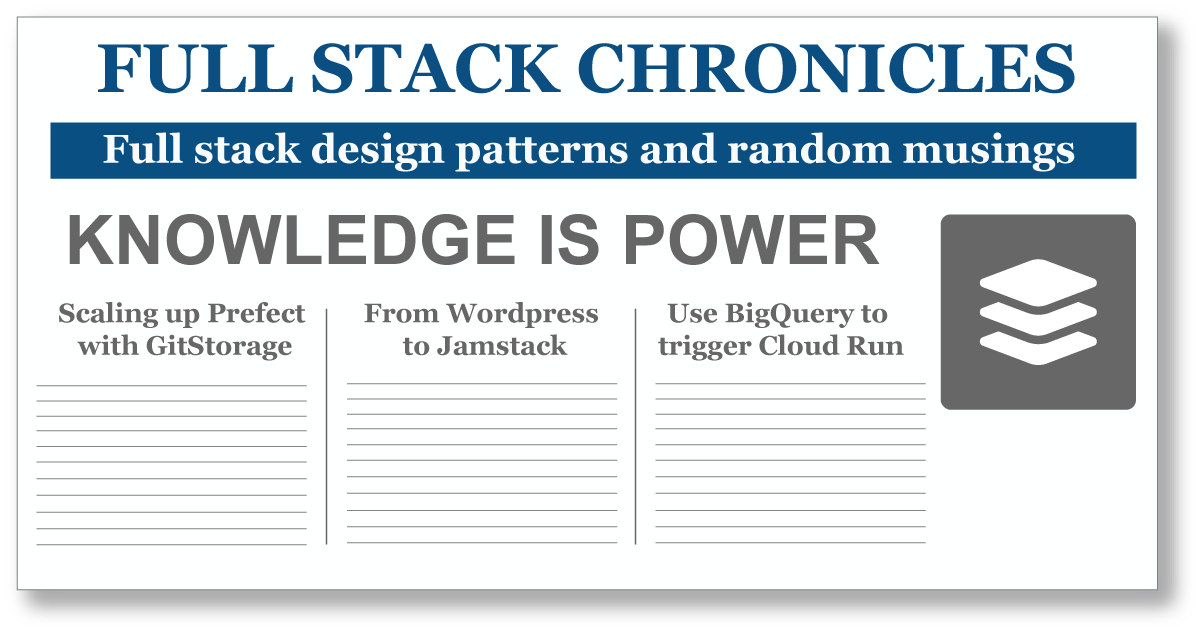 FULL STACK CHRONICLES
Full stack design patterns and random musings
KNOWLEDGE IS POWER
Scaling up Prefect
with GitStorage
From Wordpress
to Jamstack
Use BigQuery to
trigger Cloud Run